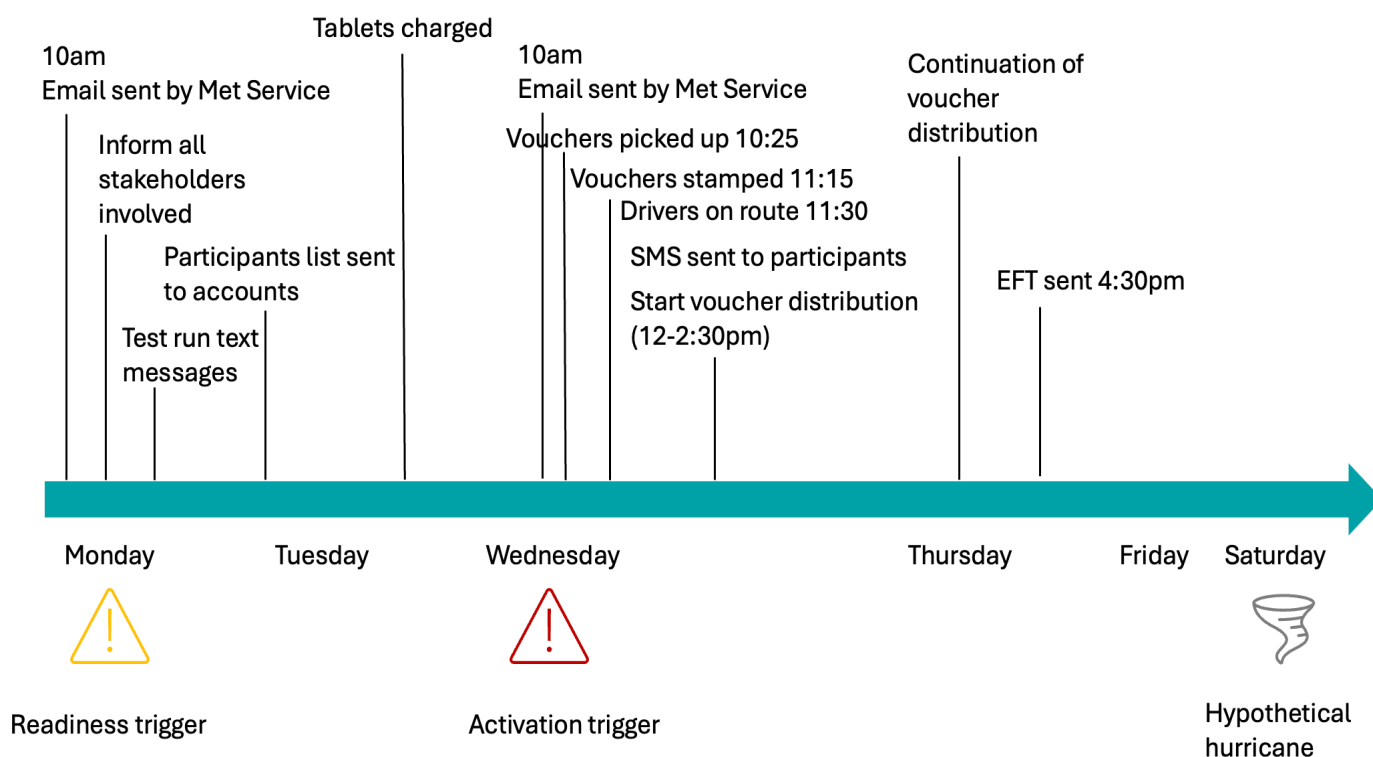 Tablets charged
10am
Email sent by Met Service
Inform all
stakeholders
involved
Participants list sent
to accounts
Test run text
messages
10am
Email sent by Met Service
Vouchers picked up 10:25
Vouchers stamped 11:15
Drivers on route 11:30
SMS sent to participants
Start voucher distribution
(12-2:30pm)
Continuation of
voucher
distribution
EFT sent 4:30pm
Monday
Tuesday
Wednesday
Thursday
Friday
Saturday
Readiness trigger
Activation trigger
Hypothetical
hurricane